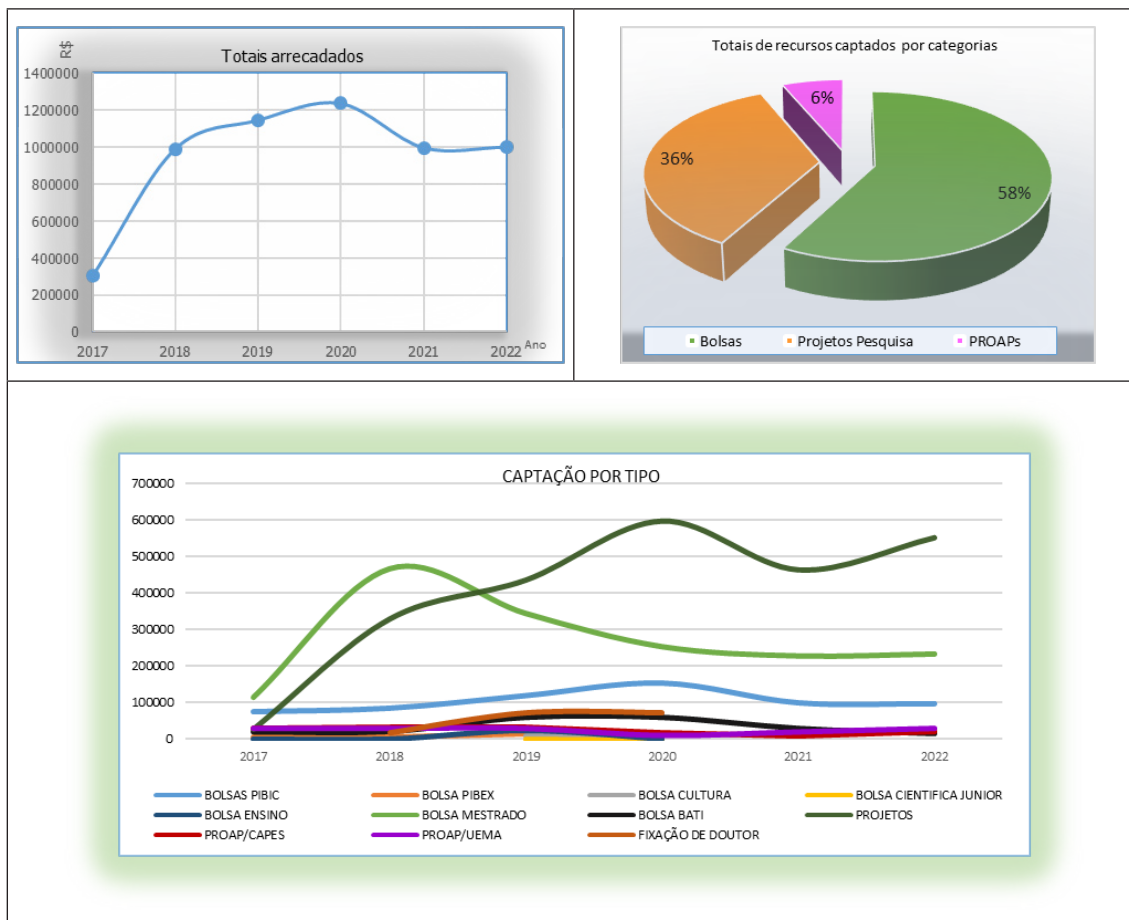 R$
Totais arrecadados
1400000
1200000
1000000
800000
600000
400000
200000
0
2017 2018 2019 2020 2021 2022 Ano
Totais de recursos captados por categorias
6%
36%
58%
Bolsas Projetos Pesquisa PROAPs
CAPTAÇÃO POR TIPO
700000
600000
500000
400000
300000
200000
100000
0
2017 2018 2019 2020 2021 2022
BOLSAS PIBIC BOLSA PIBEX BOLSA CULTURA BOLSA CIENTIFICA JUNIOR
BOLSA ENSINO BOLSA MESTRADO BOLSA BATI PROJETOS
PROAP/CAPES PROAP/UEMA FIXAÇÃO DE DOUTOR